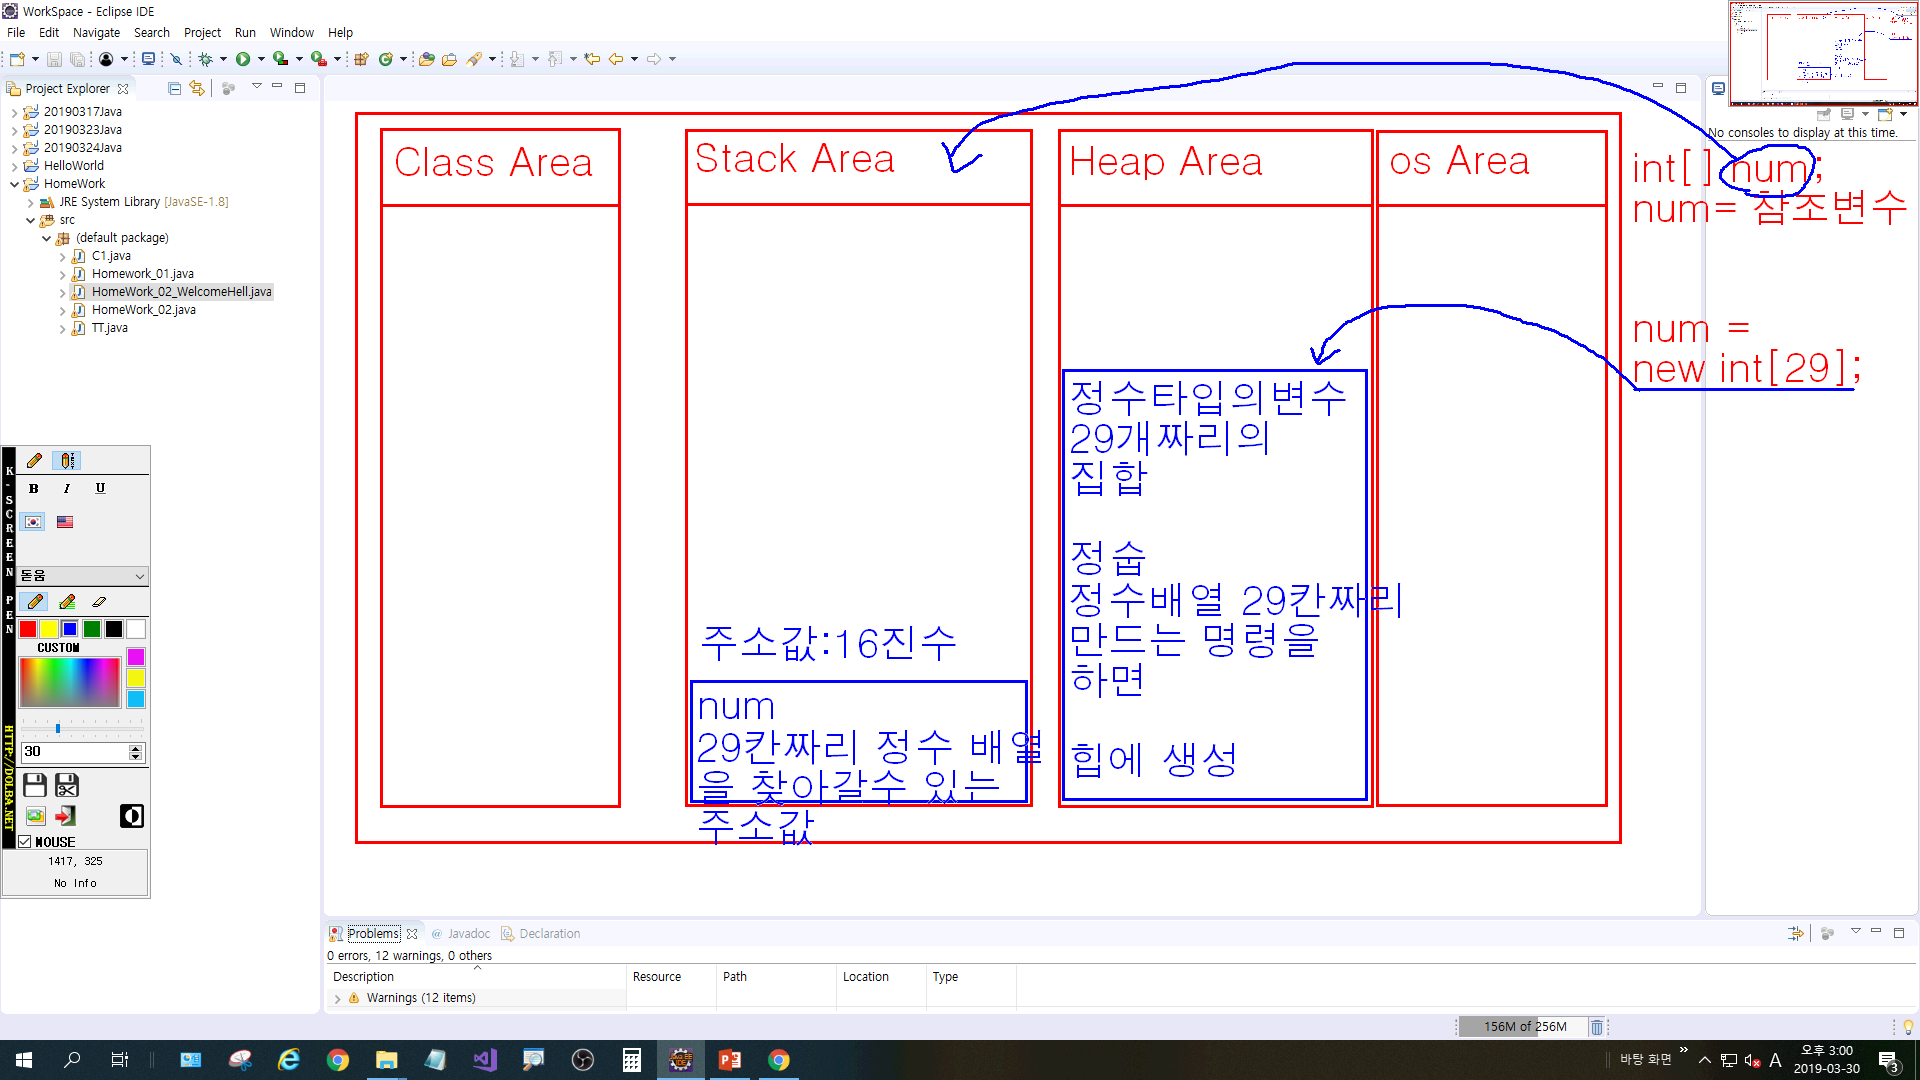 WorkSpace - Eclipse IDE
File Edit Navigate Search Project Run Window Help
Project Explorer
20190317Java
20190323Java
20190324Java
HelloWorld
HomeWork
JRE System Library [JavaSE-1.8]
src
(default package)
C1.java
Homework_01.java
HomeWork_02_WelcomeHell.java
HomeWork_02.java
TT.java
Class Area
Stack Area
Heap Area
os Area
주소값:16진수
num
29칸짜리 정수 배열
을 찾아갈수 있는
주소값
정수타입의변수
29개짜리의
집합
정숩
정수배열 29칸짜리
만드는 명령을
하면
힙에 생성
No consoles to display at this time.
int[] num;
num= 참조변수
num =
new int[29];
K-SCREEN PEN
HTTP://DOLBA.NET
B I U
돋움
CUSTOM
30
MOUSE
1417, 325
No Info
Problems Javadoc Declaration
0 errors, 12 warnings, 0 others
Description Resource Path Location Type
Warnings (12 items)
156M of 256M
바탕 화면
A
오후 3:00
2019-03-30
3